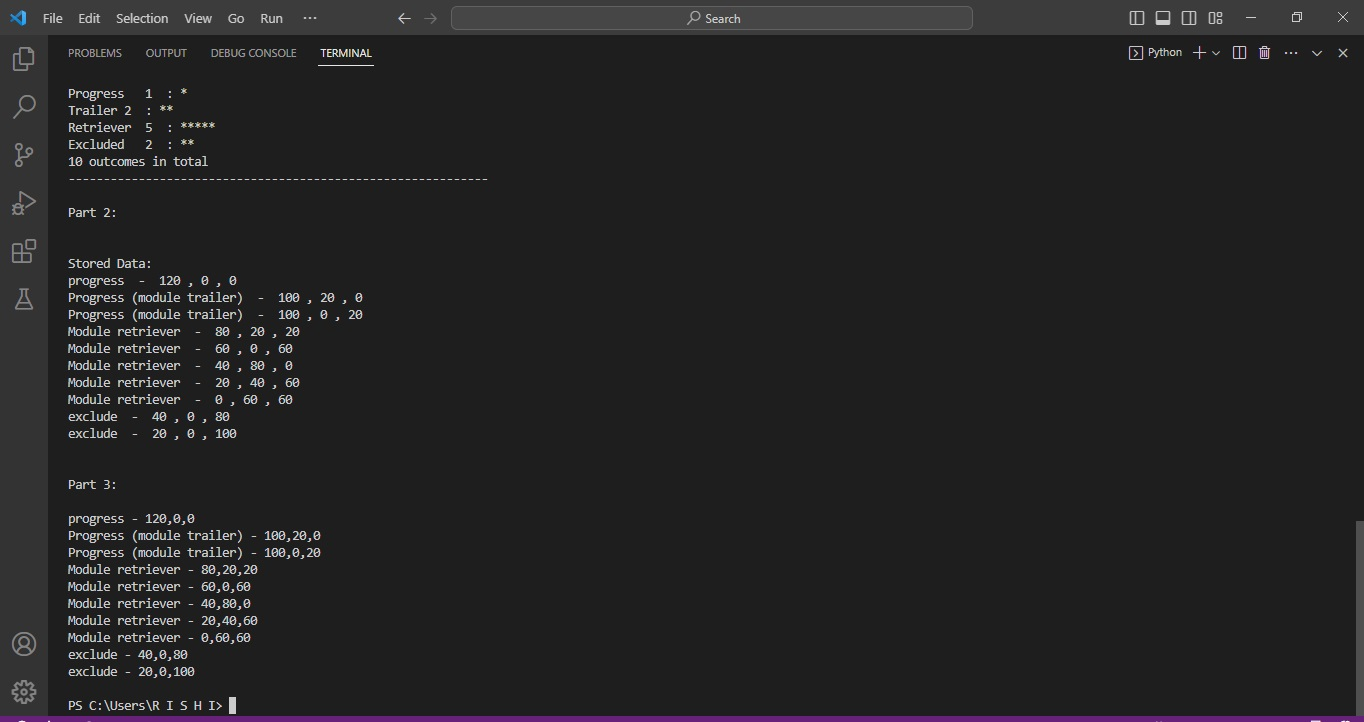 File Edit Selection View Go Run ··· Search
PROBLEMS OUTPUT DEBUG CONSOLE TERMINAL Python
Progress   1  : *
Trailer 2  : **
Retriever  5  : *****
Excluded   2  : **
10 outcomes in total
------------------------------------------------------------
Part 2:
Stored Data:
progress  -  120 , 0 , 0
Progress (module trailer)  -  100 , 20 , 0
Progress (module trailer)  -  100 , 0 , 20
Module retriever  -  80 , 20 , 20
Module retriever  -  60 , 0 , 60
Module retriever  -  40 , 80 , 0
Module retriever  -  20 , 40 , 60
Module retriever  -  0 , 60 , 60
exclude  -  40 , 0 , 80
exclude  -  20 , 0 , 100
Part 3:
progress - 120,0,0
Progress (module trailer) - 100,20,0
Progress (module trailer) - 100,0,20
Module retriever - 80,20,20
Module retriever - 60,0,60
Module retriever - 40,80,0
Module retriever - 20,40,60
Module retriever - 0,60,60
exclude - 40,0,80
exclude - 20,0,100
PS C:\Users\R I S H I>